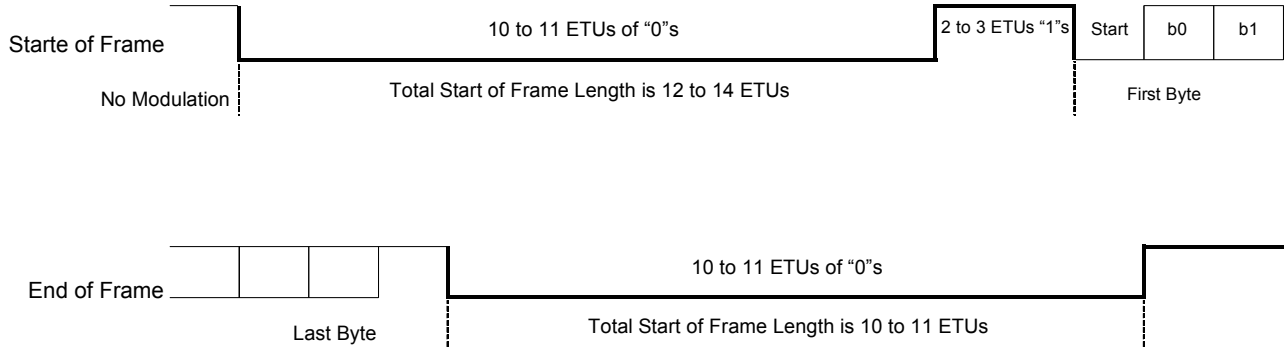 10 to 11 ETUs of “0”s
2 to 3 ETUs “1”s
Start
b0
b1
Starte of Frame
No Modulation
Total Start of Frame Length is 12 to 14 ETUs
First Byte
10 to 11 ETUs of “0”s
End of Frame
Last Byte
Total Start of Frame Length is 10 to 11 ETUs